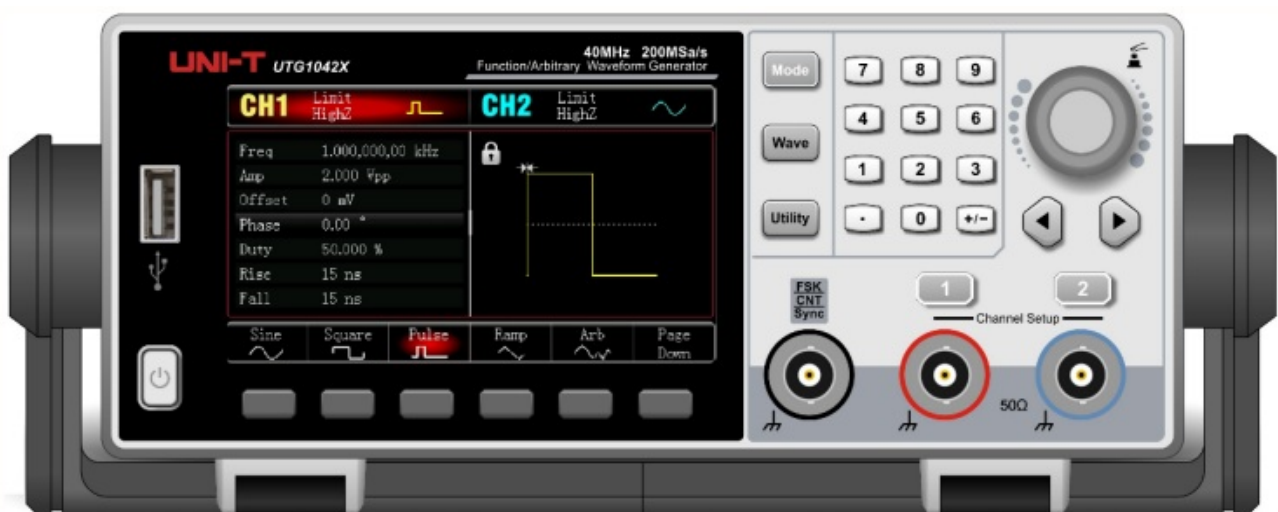 UNI-T UTG1042X
40MHz 200MSa/s
Function/Arbitrary Waveform Generator
CH1 Limit
HighZ
CH2 Limit
HighZ
Freq 1.000,000,00 kHz
Amp 2.000 Vpp
Offset 0 mV
Phase 0.00 °
Duty 50.000 %
Rise 15 ns
Fall 15 ns
Sine Square Pulse Ramp Arb Page
Down
Mode
Wave
Utility
7 8 9
4 5 6
1 2 3
. 0 +/-
FSK
CNT
Sync
1 2
Channel Setup
50Ω